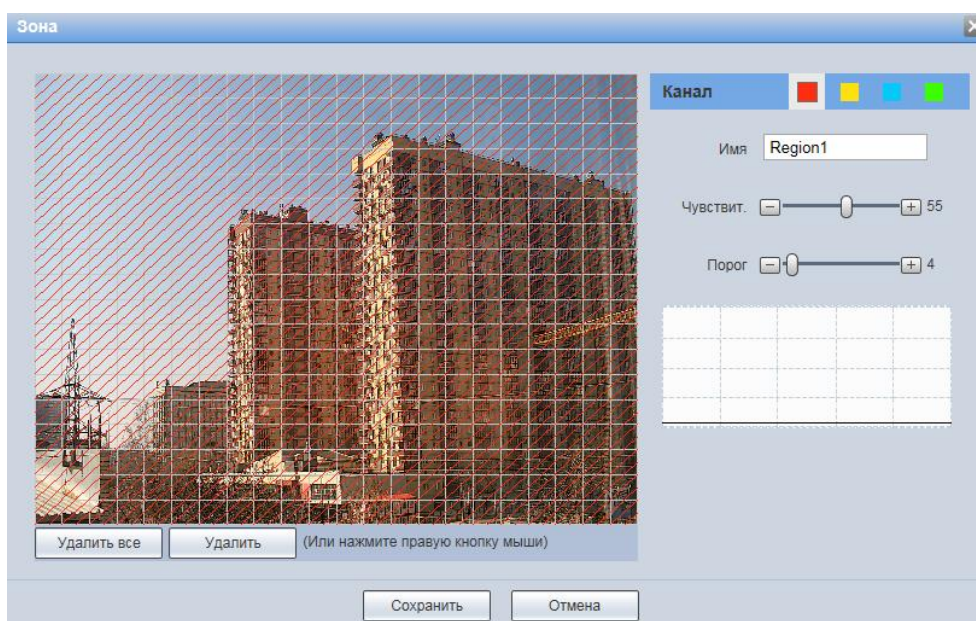 Зона
Канал
Имя Region1
Чувствит. 55
Порог 4
Удалить все Удалить (Или нажмите правую кнопку мыши)
Сохранить Отмена